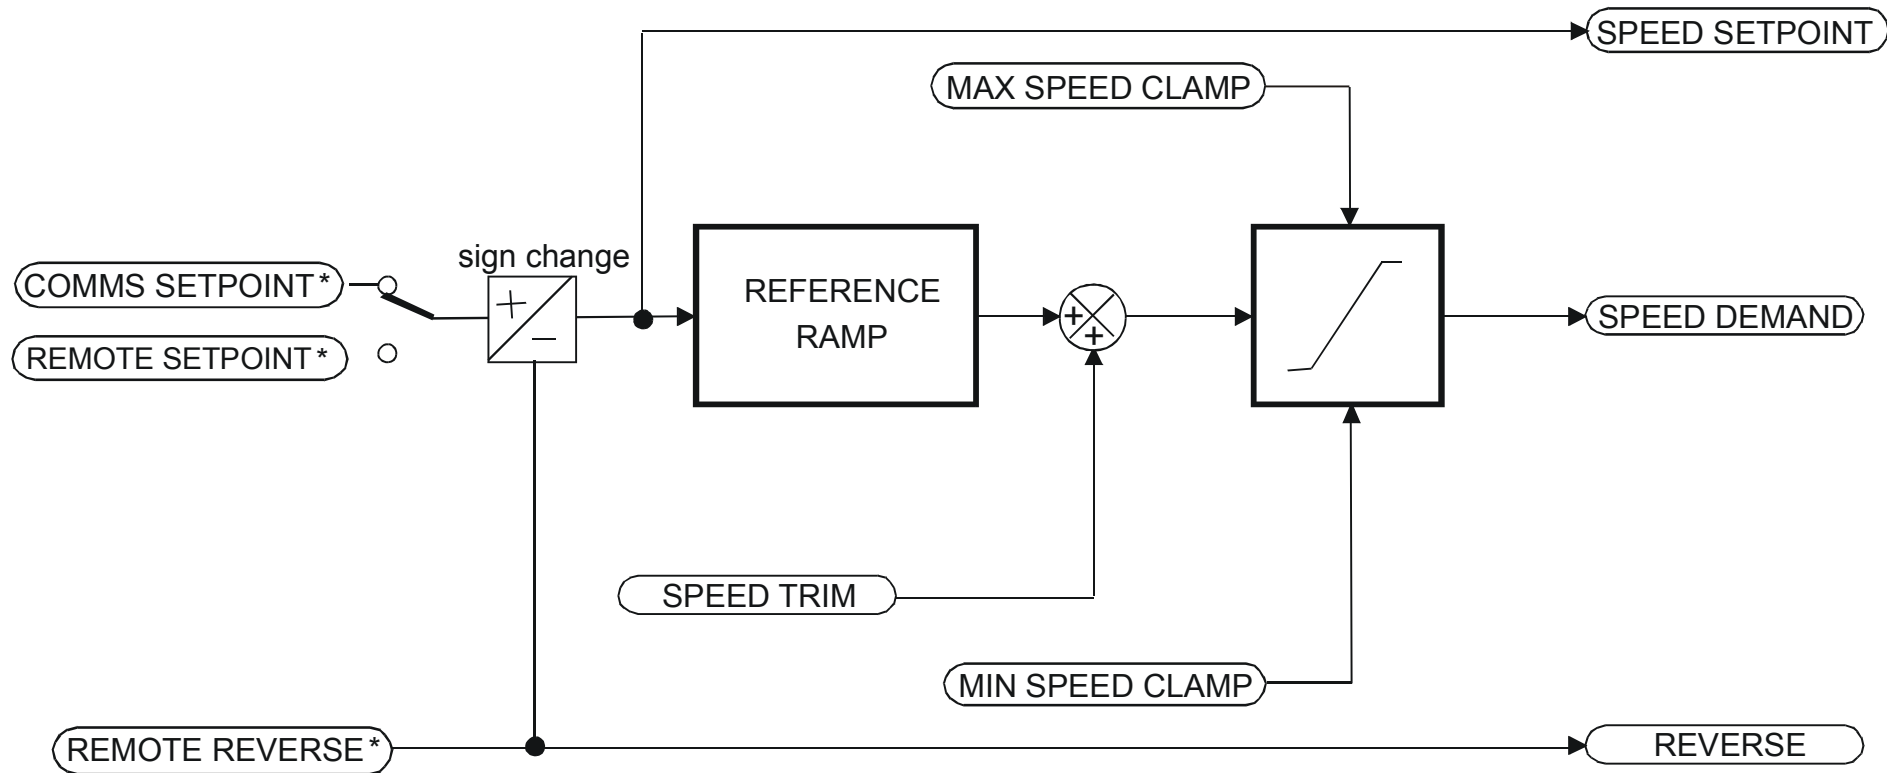 SPEED SETPOINT
MAX SPEED CLAMP
sign change
COMMS SETPOINT*
+
−
REFERENCE
RAMP
+
+
SPEED DEMAND
REMOTE SETPOINT*
SPEED TRIM
MIN SPEED CLAMP
REMOTE REVERSE*
REVERSE